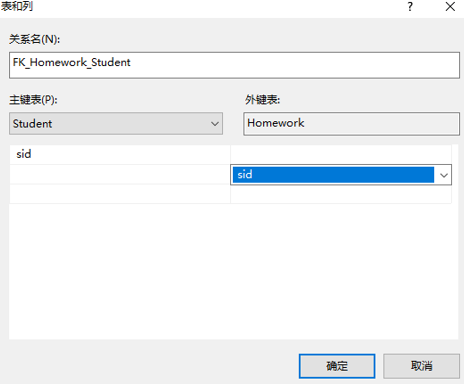 表和列
?
关系名(N):
FK_Homework_Student
主键表(P):
外键表:
Student
Homework
sid
sid
确定
取消